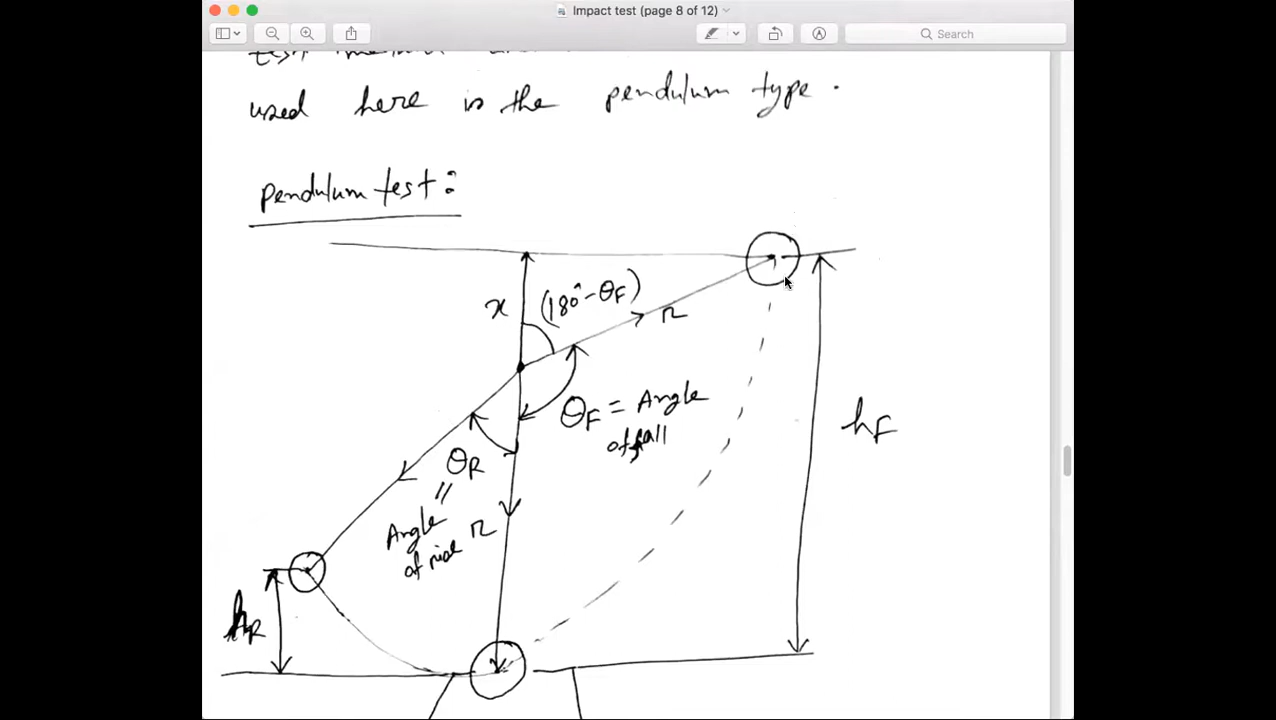 Impact test (page 8 of 12)
Search
test
used here is the pendulum type.
Pendulum test:
x
(180°-θF)
r
θF = Angle
of fall
hF
θR
=
Angle
of rise
r
hR